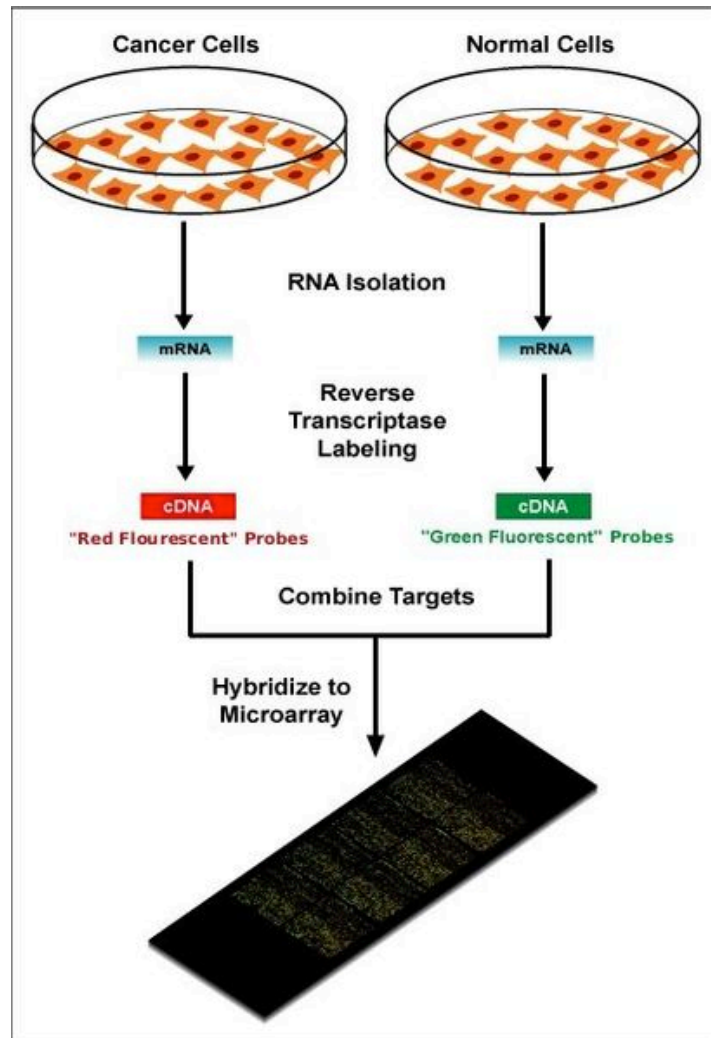 Cancer Cells
Normal Cells
RNA Isolation
mRNA
mRNA
Reverse
Transcriptase
Labeling
cDNA
cDNA
"Red Flourescent" Probes
"Green Fluorescent" Probes
Combine Targets
Hybridize to
Microarray